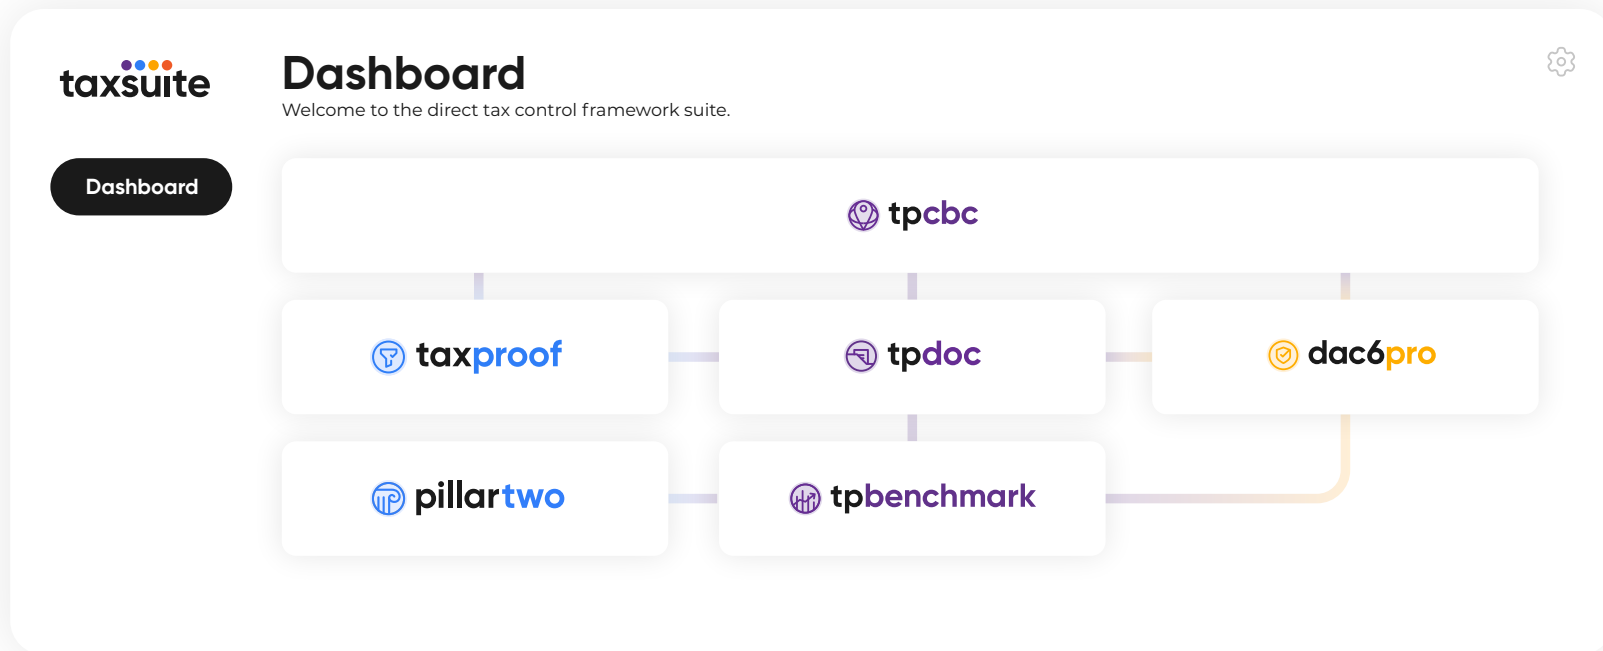 taxsuite
Dashboard
Welcome to the direct tax control framework suite.
Dashboard
tpcbc
taxproof
tpdoc
dac6pro
pillartwo
tpbenchmark